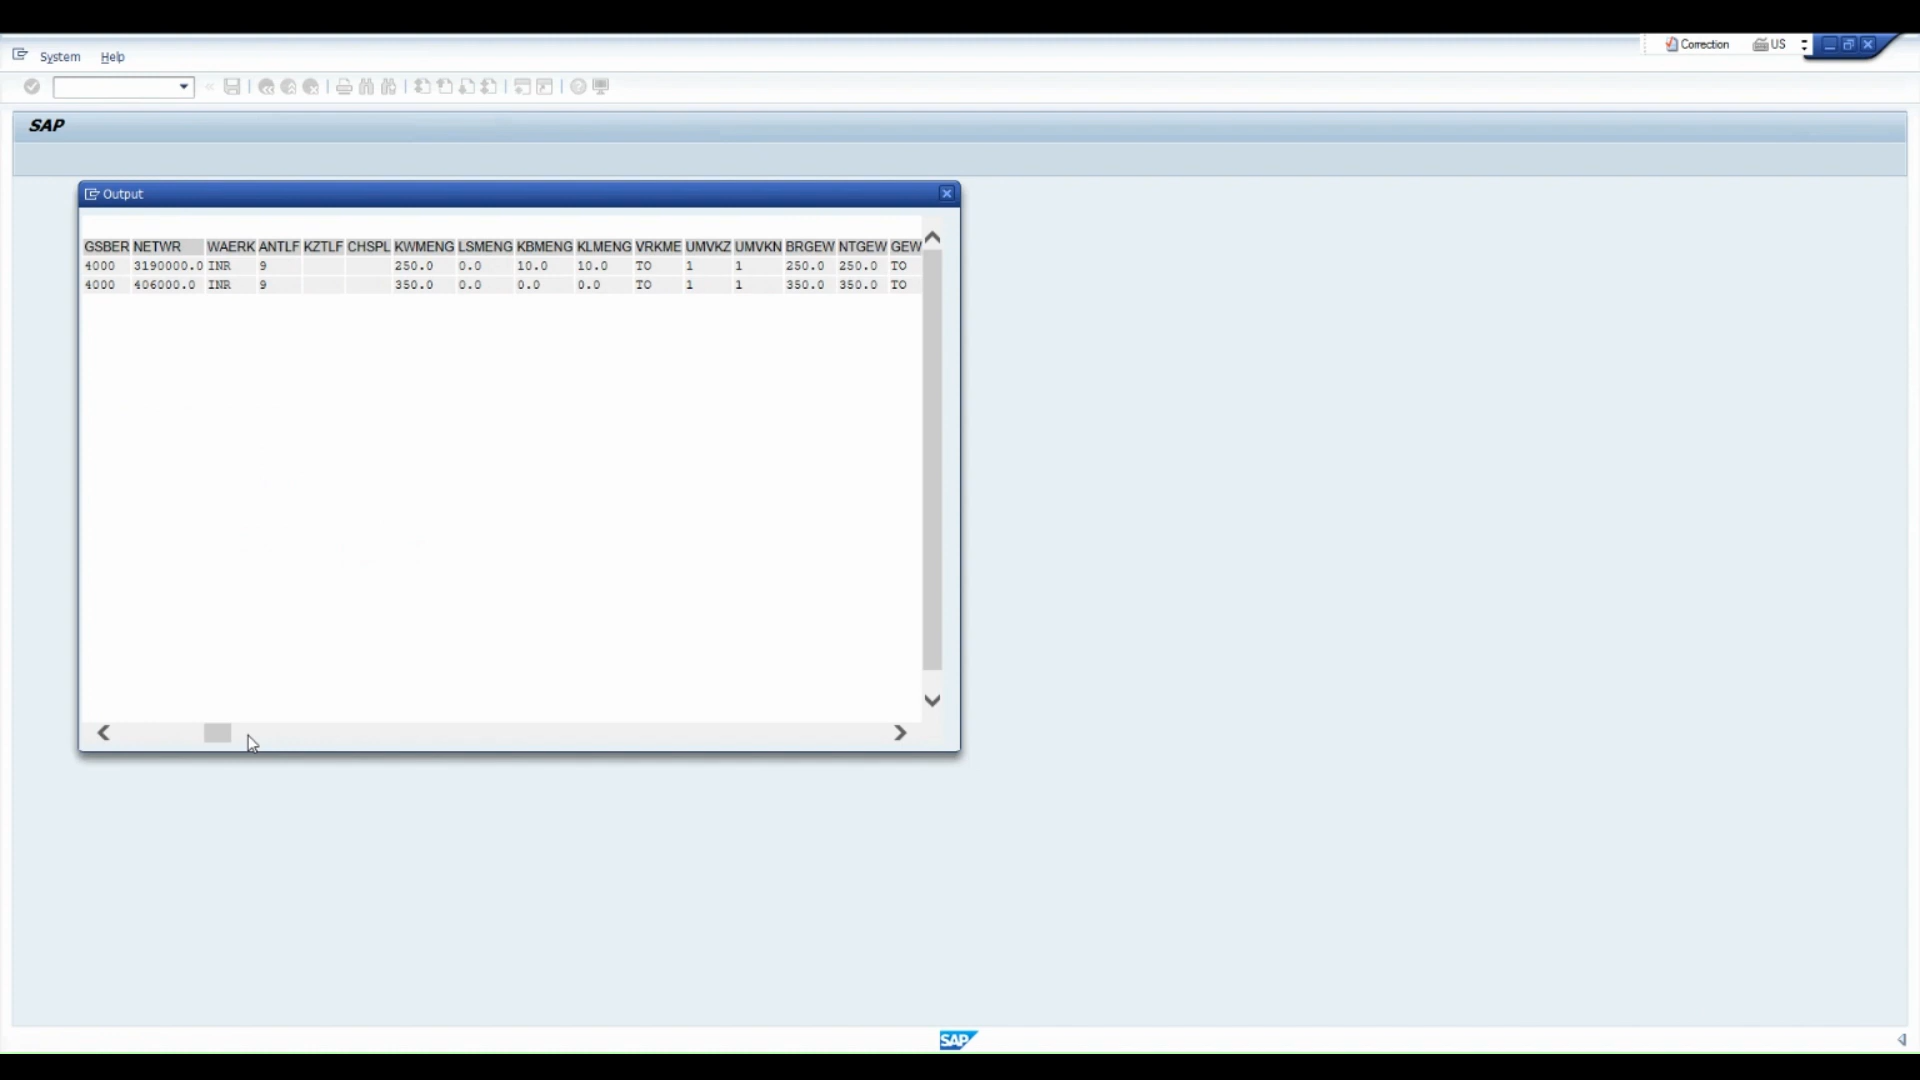 System Help
Correction US
SAP
Output
GSBER NETWR WAERK ANTLF KZTLF CHSPL KWMENG LSMENG KBMENG KLMENG VRKME UMVKZ UMVKN BRGEW NTGEW GEW
4000 3190000.0 INR 9 250.0 0.0 10.0 10.0 TO 1 1 250.0 250.0 TO
4000 406000.0 INR 9 350.0 0.0 0.0 0.0 TO 1 1 350.0 350.0 TO
SAP